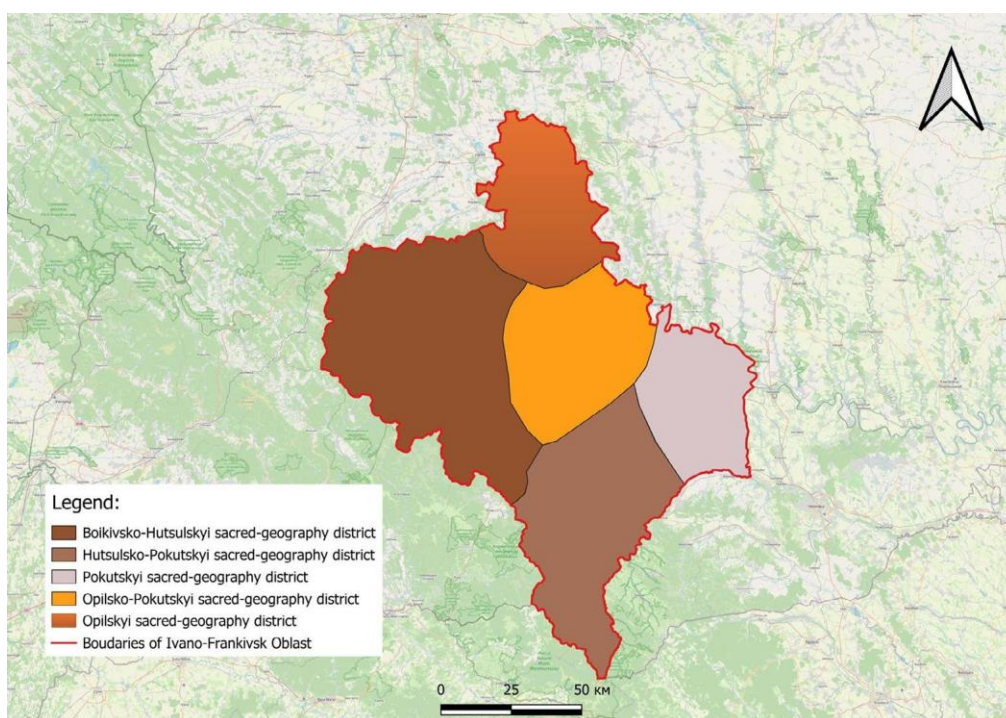 Legend:
Boikivsko-Hutsulskyi sacred-geography district
Hutsulsko-Pokutskyi sacred-geography district
Pokutskyi sacred-geography district
Opilsko-Pokutskyi sacred-geography district
Opilskyi sacred-geography district
Boudaries of Ivano-Frankivsk Oblast
0 25 50 км